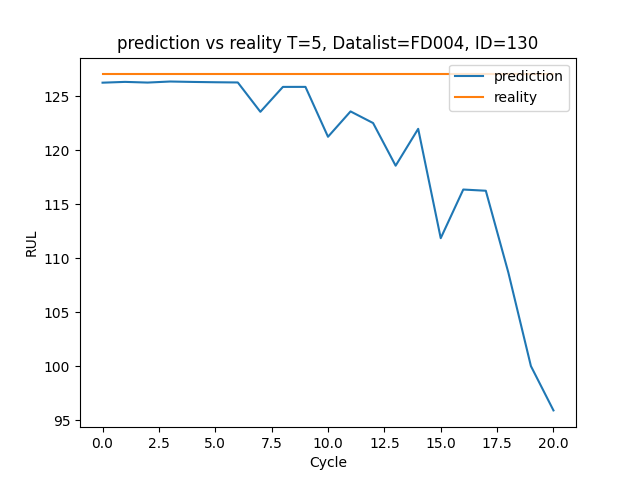 prediction vs reality T=5, Datalist=FD004, ID=130
prediction
reality
125
120
115
110
105
100
95
RUL
0.0 2.5 5.0 7.5 10.0 12.5 15.0 17.5 20.0
Cycle